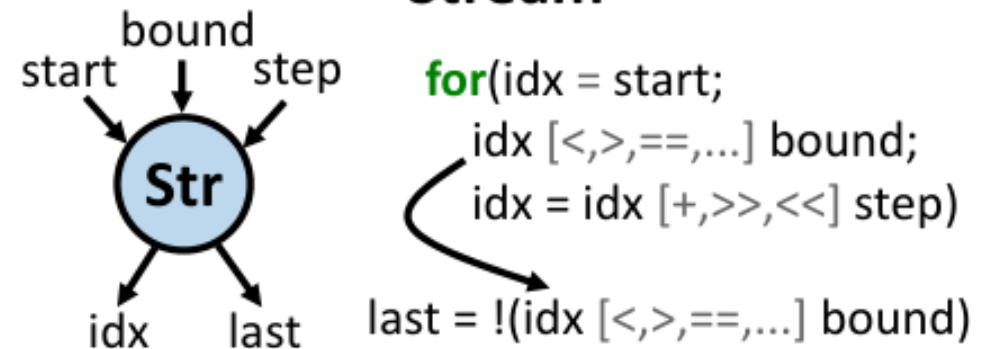 bound
start
step
Str
idx
last
for(idx = start;
idx [<,>,==,...] bound;
idx = idx [+,>>,<<] step)
last = !(idx [<,>,==,...] bound)